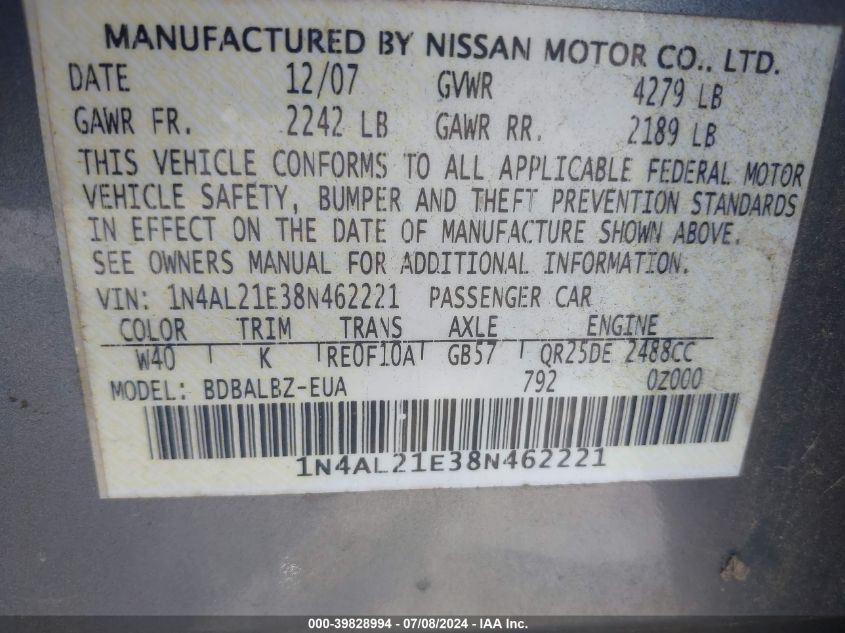 MANUFACTURED BY NISSAN MOTOR CO., LTD.
DATE 12/07 GVWR 4279 LB
GAWR FR. 2242 LB GAWR RR. 2189 LB
THIS VEHICLE CONFORMS TO ALL APPLICABLE FEDERAL MOTOR
VEHICLE SAFETY, BUMPER AND THEFT PREVENTION STANDARDS
IN EFFECT ON THE DATE OF MANUFACTURE SHOWN ABOVE.
SEE OWNERS MANUAL FOR ADDITIONAL INFORMATION.
VIN: 1N4AL21E38N462221 PASSENGER CAR
COLOR TRIM TRANS AXLE ENGINE
W40 K RE0F10A GB57 QR25DE 2488CC
MODEL: BDBALBZ-EUA 792 0Z000
1N4AL21E38N462221
000-39828994 - 07/08/2024 - IAA Inc.